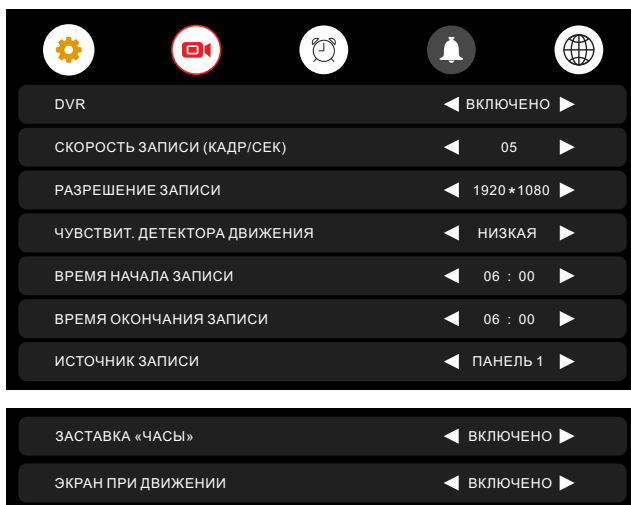 DVR ВКЛЮЧЕНО
СКОРОСТЬ ЗАПИСИ (КАДР/СЕК) 05
РАЗРЕШЕНИЕ ЗАПИСИ 1920*1080
ЧУВСТВИТ. ДЕТЕКТОРА ДВИЖЕНИЯ НИЗКАЯ
ВРЕМЯ НАЧАЛА ЗАПИСИ 06 : 00
ВРЕМЯ ОКОНЧАНИЯ ЗАПИСИ 06 : 00
ИСТОЧНИК ЗАПИСИ ПАНЕЛЬ 1
ЗАСТАВКА «ЧАСЫ» ВКЛЮЧЕНО
ЭКРАН ПРИ ДВИЖЕНИИ ВКЛЮЧЕНО